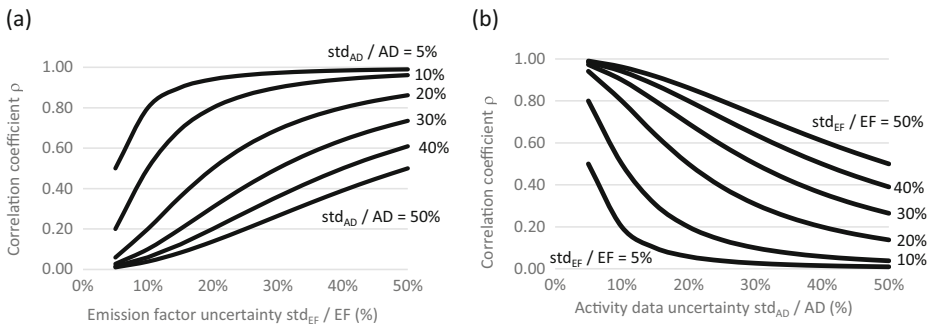 (a)
std_AD / AD = 5%
1.00
0.80
0.60
0.40
0.20
0.00
Correlation coefficient ρ
10%
20%
30%
40%
std_AD / AD = 50%
0% 10% 20% 30% 40% 50%
Emission factor uncertainty std_EF / EF (%)
(b)
1.00
0.80
0.60
0.40
0.20
0.00
Correlation coefficient ρ
std_EF / EF = 50%
40%
30%
20%
10%
std_EF / EF = 5%
0% 10% 20% 30% 40% 50%
Activity data uncertainty std_AD / AD (%)